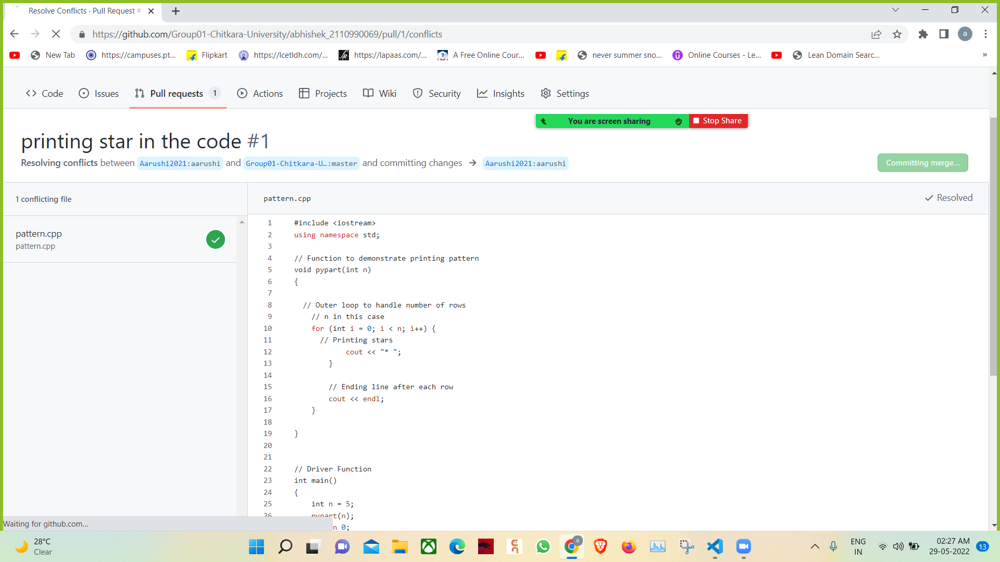 Resolve Conflicts · Pull Request #
https://github.com/Group01-Chitkara-University/abhishek_2110990069/pull/1/conflicts
a
New Tab
https://campuses.pt...
Flipkart
https://lcetldh.com/...
https://lapaas.com/...
A Free Online Cour...
never summer sno...
Online Courses - Le...
Lean Domain Searc...
»
Code
Issues
Pull requests 1
Actions
Projects
Wiki
Security
Insights
Settings
You are screen sharing
Stop Share
printing star in the code #1
Resolving conflicts between Aarushi2021:aarushi and Group01-Chitkara-U…:master and committing changes → Aarushi2021:aarushi
Committing merge...
1 conflicting file
pattern.cpp
pattern.cpp
pattern.cpp
Resolved
1 #include <iostream>
2 using namespace std;
3
4 // Function to demonstrate printing pattern
5 void pypart(int n)
6 {
7
8 // Outer loop to handle number of rows
9 // n in this case
10 for (int i = 0; i < n; i++) {
11 // Printing stars
12 cout << "* ";
13 }
14
15 // Ending line after each row
16 cout << endl;
17 }
18
19 }
20
21
22 // Driver Function
23 int main()
24 {
25 int n = 5;
26 pypart(n);
n 0;
Waiting for github.com...
28°C
Clear
a
ENG
IN
02:27 AM
29-05-2022
13